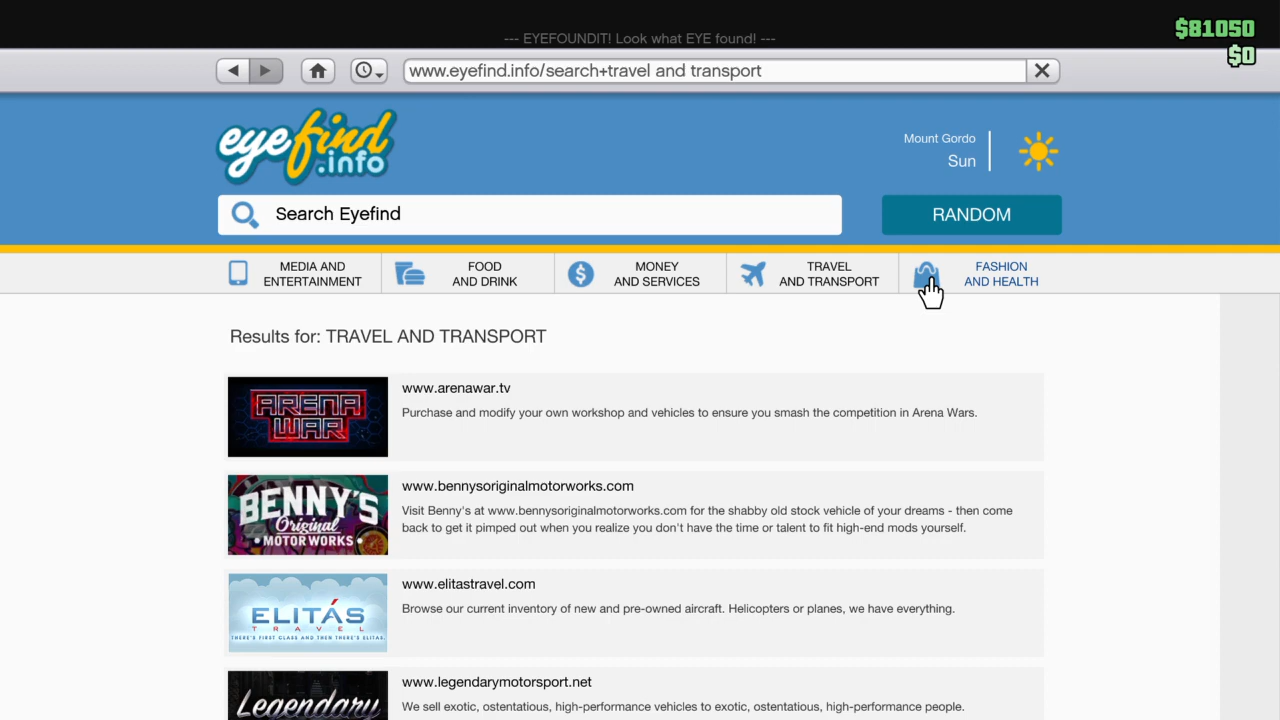 $81050
--- EYEFOUNDIT! Look what EYE found! ---
$0
www.eyefind.info/search+travel and transport
eyefind
.info
Mount Gordo
Sun
Search Eyefind
RANDOM
MEDIA AND
ENTERTAINMENT
FOOD
AND DRINK
MONEY
AND SERVICES
TRAVEL
AND TRANSPORT
FASHION
AND HEALTH
Results for: TRAVEL AND TRANSPORT
ARENA
WAR
www.arenawar.tv
Purchase and modify your own workshop and vehicles to ensure you smash the competition in Arena Wars.
BENNY'S
Original
MOTOR WORKS
www.bennysoriginalmotorworks.com
Visit Benny's at www.bennysoriginalmotorworks.com for the shabby old stock vehicle of your dreams - then come
back to get it pimped out when you realize you don't have the time or talent to fit high-end mods yourself.
ELITÁS
TRAVEL
THERE'S FIRST CLASS AND THEN THERE'S ELITAS.
www.elitastravel.com
Browse our current inventory of new and pre-owned aircraft. Helicopters or planes, we have everything.
Legendary
www.legendarymotorsport.net
We sell exotic, ostentatious, high-performance vehicles to exotic, ostentatious, high-performance people.